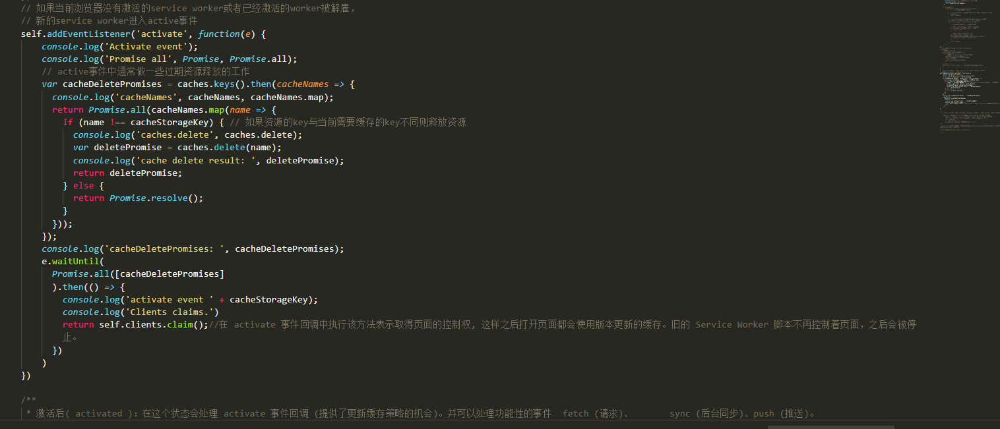 // 如果当前浏览器没有激活的service worker或者已经激活的worker被解雇，
// 新的service worker进入active事件
self.addEventListener('activate', function(e) {
    console.log('Activate event');
    console.log('Promise all', Promise, Promise.all);
    // active事件中通常做一些过期资源释放的工作
    var cacheDeletePromises = caches.keys().then(cacheNames => {
      console.log('cacheNames', cacheNames, cacheNames.map);
      return Promise.all(cacheNames.map(name => {
        if (name !== cacheStorageKey) { // 如果资源的key与当前需要缓存的key不同则释放资源
          console.log('caches.delete', caches.delete);
          var deletePromise = caches.delete(name);
          console.log('cache delete result: ', deletePromise);
          return deletePromise;
        } else {
          return Promise.resolve();
        }
      }));
    });
    console.log('cacheDeletePromises: ', cacheDeletePromises);
    e.waitUntil(
      Promise.all([cacheDeletePromises]
      ).then(() => {
        console.log('activate event ' + cacheStorageKey);
        console.log('Clients claims.')
        return self.clients.claim();//在 activate 事件回调中执行该方法表示取得页面的控制权, 这样之后打开页面都会使用版本更新的缓存。旧的 Service Worker 脚本不再控制着页面，之后会被停
        止。
      })
    )
})
/**
 * 激活后( activated )：在这个状态会处理 activate 事件回调 (提供了更新缓存策略的机会)。并可以处理功能性的事件  fetch (请求)、       sync (后台同步)、push (推送)。